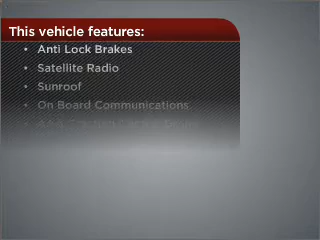 This vehicle features:
• Anti Lock Brakes
• Satellite Radio
• Sunroof
• On Board Communications